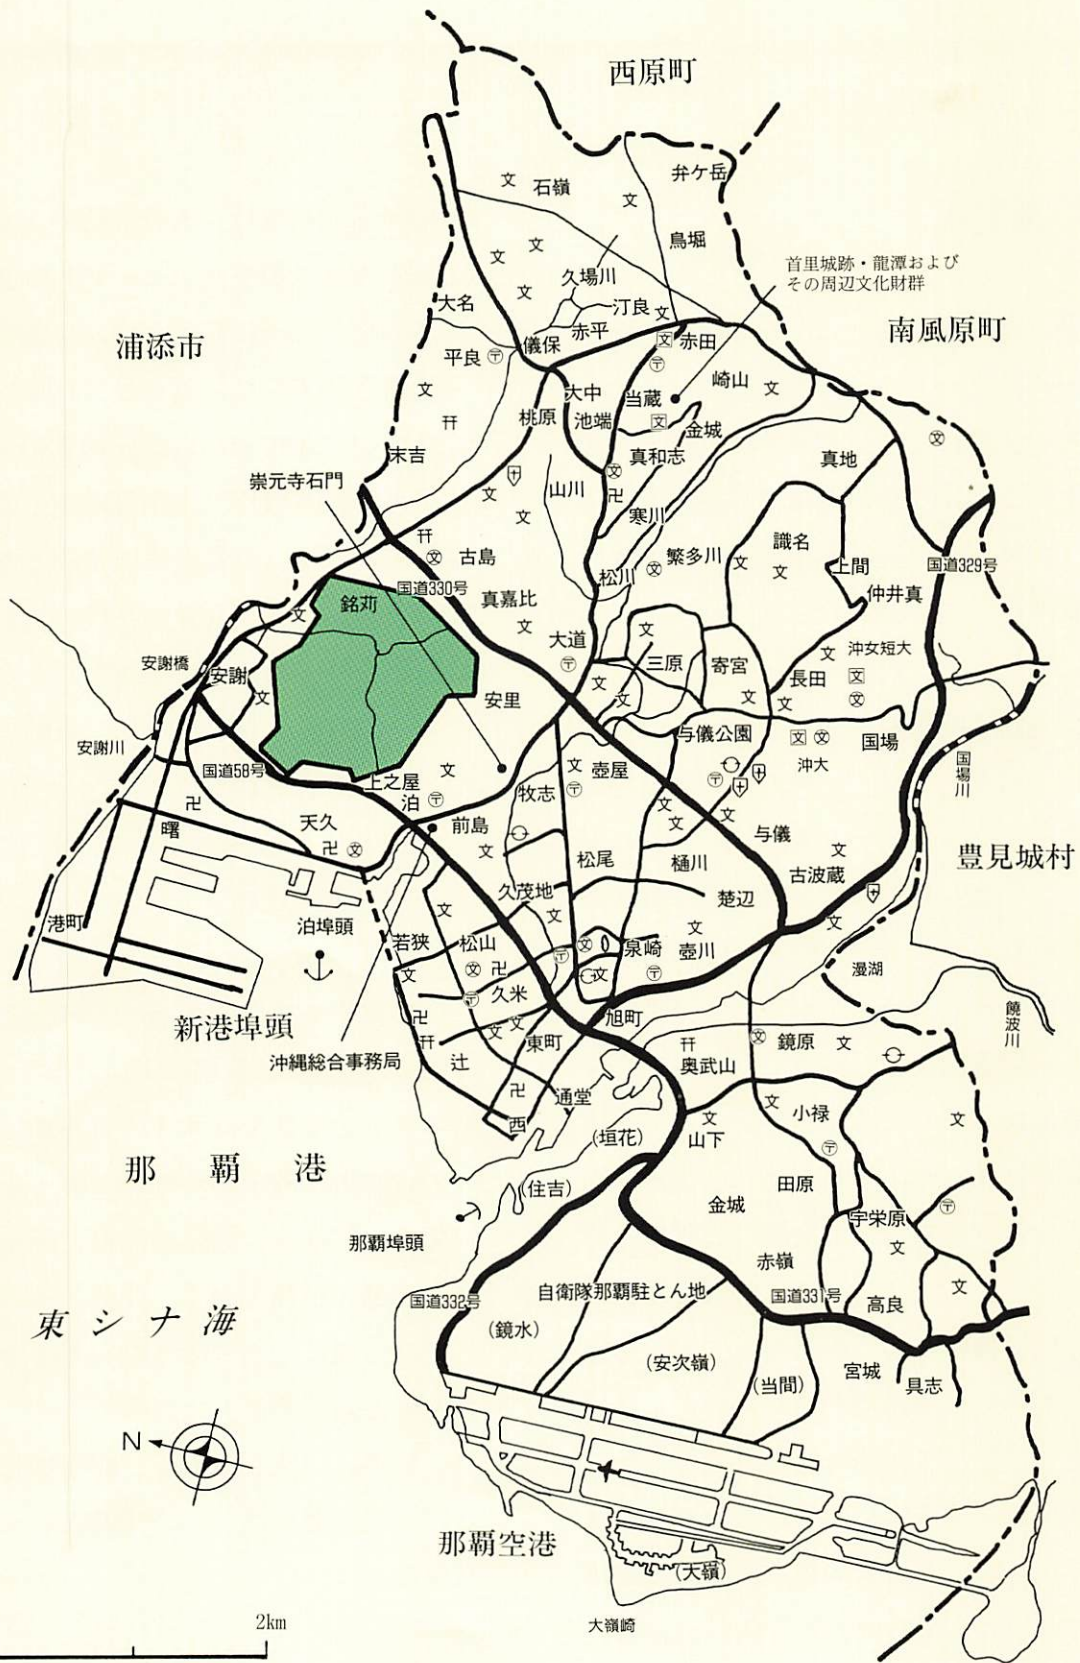 西原町
弁ケ岳
石嶺
鳥堀
首里城跡・龍潭および
その周辺文化財群
久場川
汀良
大名
赤平
儀保
赤田
浦添市
南風原町
平良
崎山
大中
当蔵
桃原
池端
金城
末吉
真和志
真地
崇元寺石門
山川
寒川
繁多川
識名
古島
松川
上間
国道329号
国道330号
仲井真
銘苅
真嘉比
大道
沖女短大
安謝橋
安謝
三原
寄宮
長田
安里
与儀公園
国場
安謝川
国道58号
沖大
国場川
上之屋
泊
壺屋
牧志
曙
天久
前島
与儀
松尾
樋川
古波蔵
豊見城村
久茂地
楚辺
港町
泊埠頭
若狭
松山
泉崎
壺川
漫湖
久米
新港埠頭
旭町
饒波川
沖縄総合事務局
辻
東町
奥武山
鏡原
通堂
西
小禄
(垣花)
山下
那覇港
(住吉)
田原
金城
宇栄原
那覇埠頭
赤嶺
自衛隊那覇駐とん地
国道331号
国道332号
高良
東シナ海
(鏡水)
(安次嶺)
宮城
(当間)
具志
N
那覇空港
(大嶺)
2km
大嶺崎